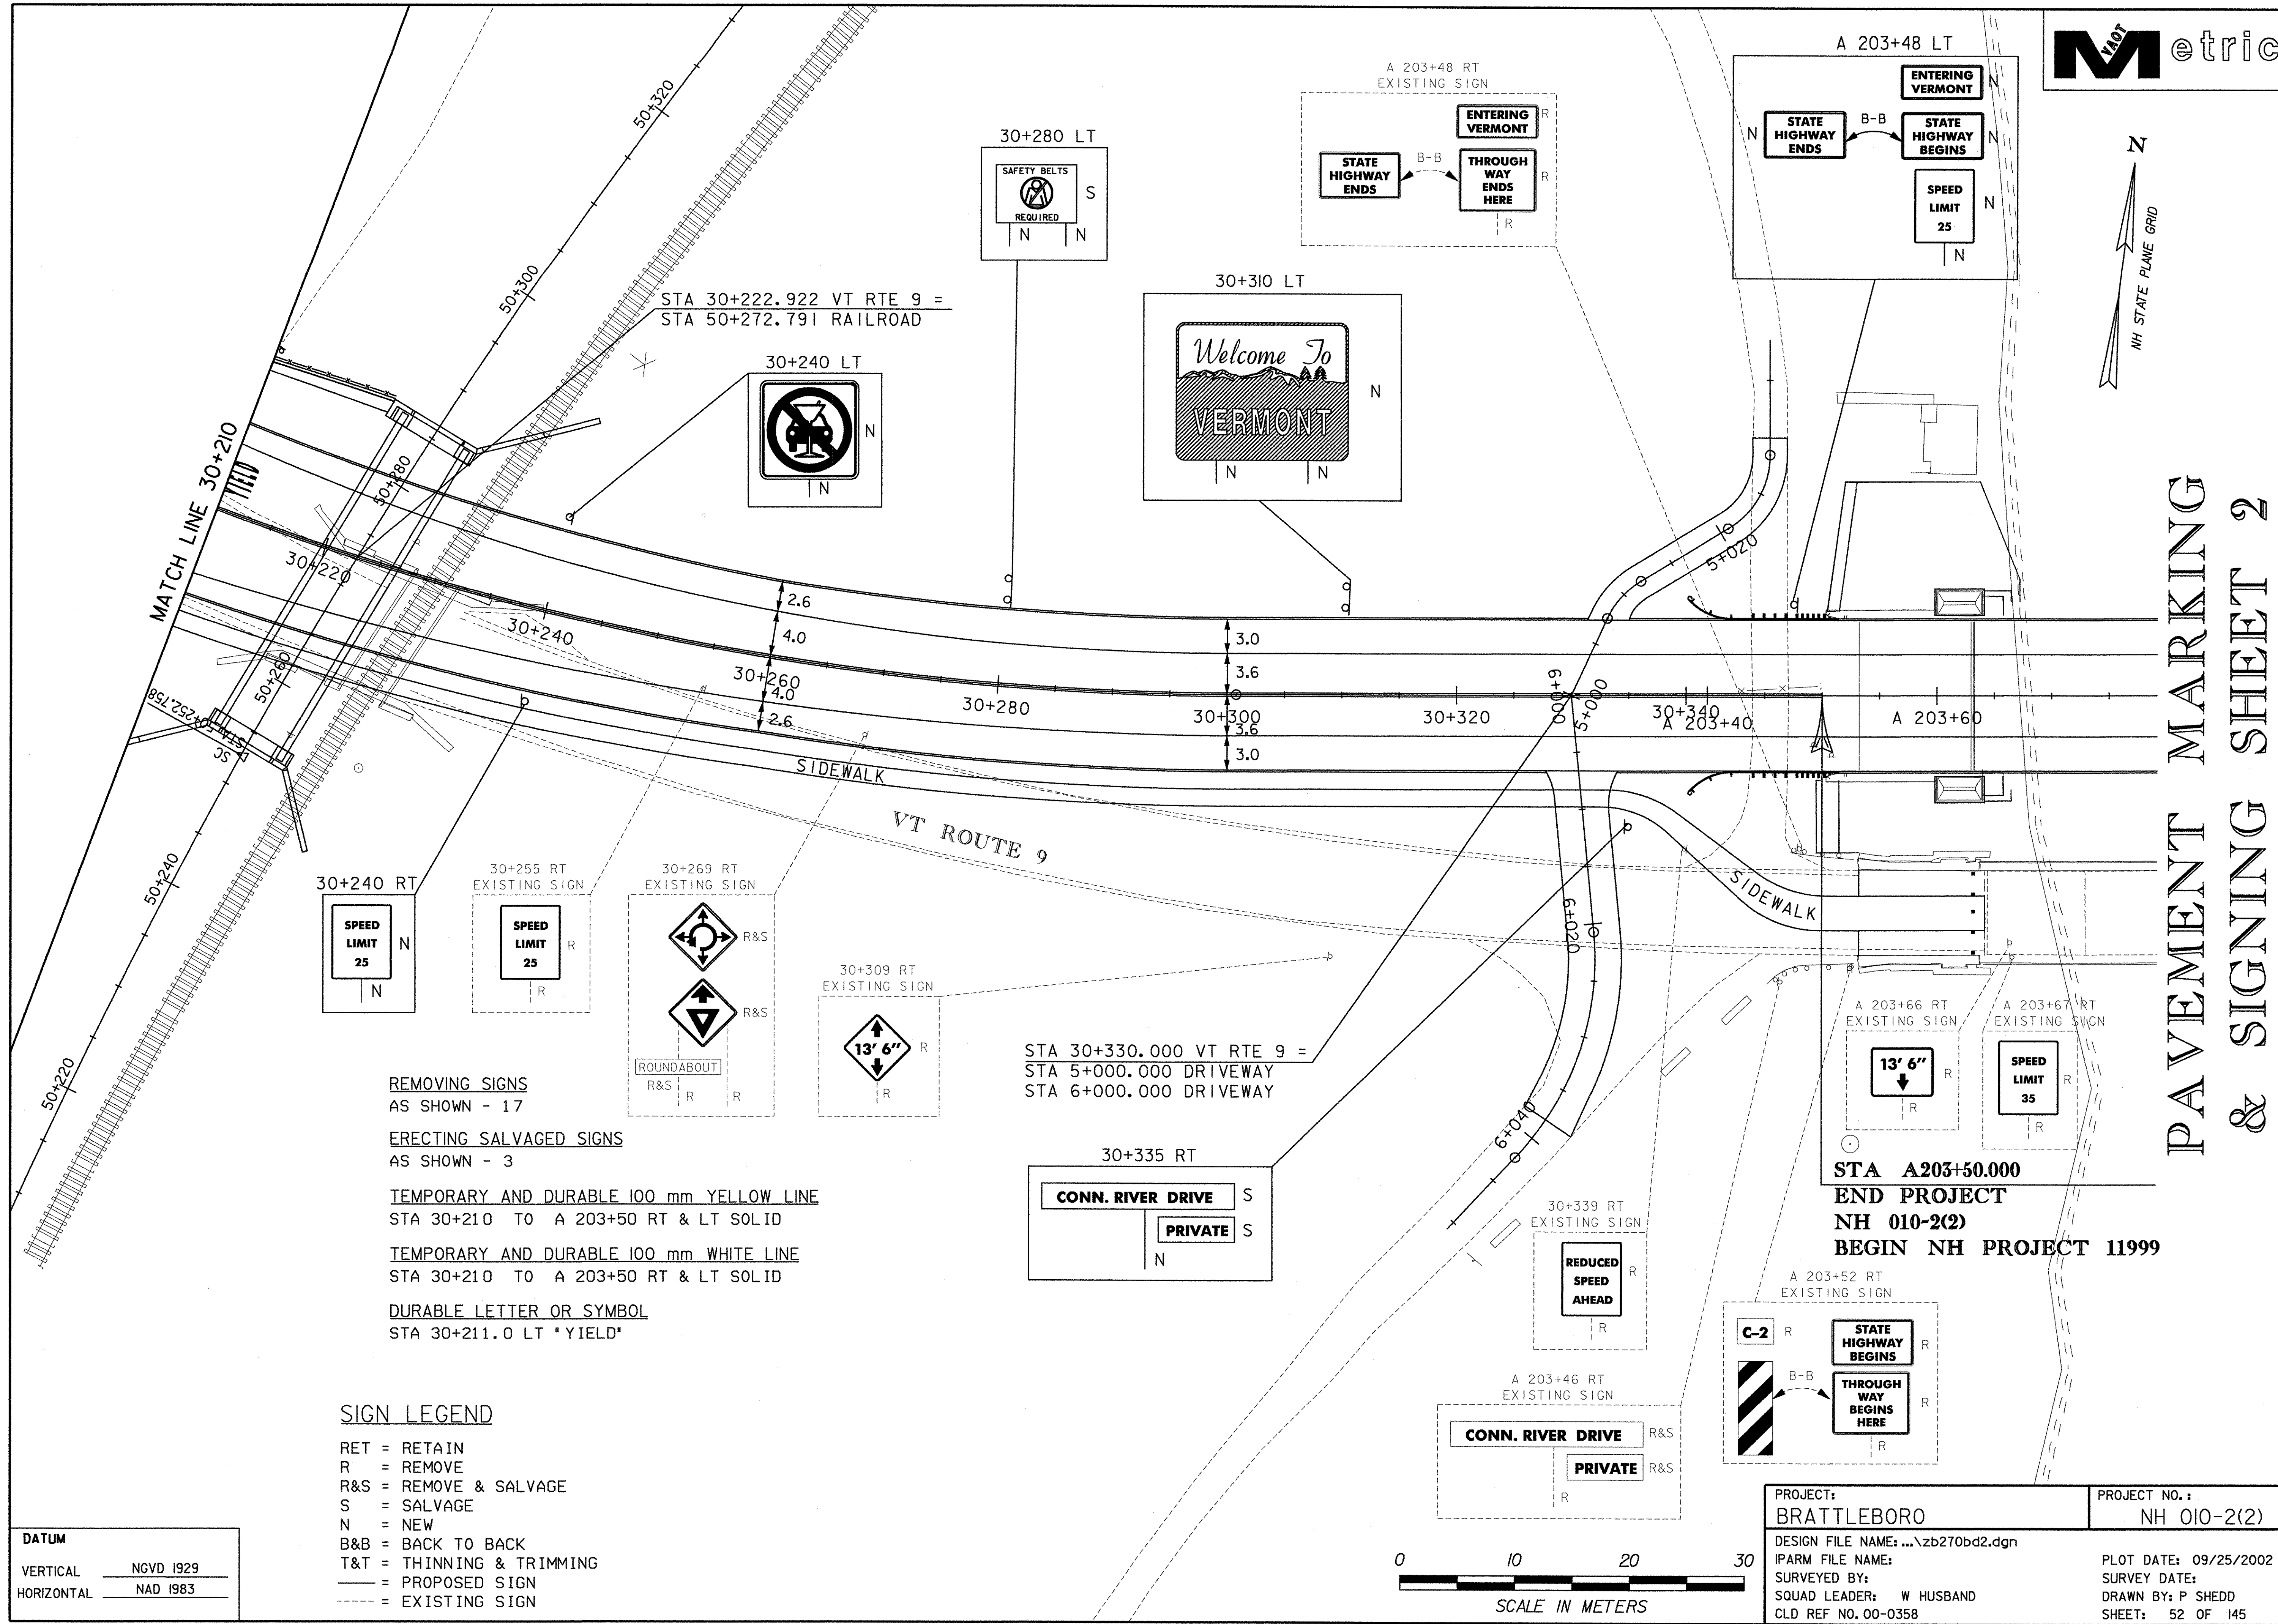 VAOT
Metric
A 203+48 LT
ENTERING
VERMONT
N
STATE
HIGHWAY
ENDS
N
B-B
STATE
HIGHWAY
BEGINS
N
SPEED
LIMIT
25
N
N
A 203+48 RT
EXISTING SIGN
ENTERING
VERMONT
R
STATE
HIGHWAY
ENDS
B-B
THROUGH
WAY
ENDS
HERE
R
R
30+280 LT
SAFETY BELTS
REQUIRED
S
N N
30+310 LT
Welcome To
VERMONT
N
N N
N
NH STATE PLANE GRID
50+320
50+300
STA 30+222.922 VT RTE 9 =
STA 50+272.791 RAILROAD
30+240 LT
N
N
MATCH LINE 30+210
YIELD
50+280
30+220
50+260
SC
STA 50+252.758
50+240
50+220
30+240
30+260
30+280
30+300
30+320
30+340
A 203+40
A 203+60
2.6
4.0
4.0
2.6
3.0
3.6
3.6
3.0
5+020
5+000
6+000
6+020
6+040
SIDEWALK
SIDEWALK
VT ROUTE 9
PAVEMENT MARKING
& SIGNING SHEET 2
30+240 RT
SPEED
LIMIT
25
N
N
30+255 RT
EXISTING SIGN
SPEED
LIMIT
25
R
R
30+269 RT
EXISTING SIGN
R&S
R&S
ROUNDABOUT
R&S
R R
30+309 RT
EXISTING SIGN
13' 6"
R
R
STA 30+330.000 VT RTE 9 =
STA 5+000.000 DRIVEWAY
STA 6+000.000 DRIVEWAY
30+335 RT
CONN. RIVER DRIVE S
PRIVATE S
N
A 203+66 RT
EXISTING SIGN
13' 6"
R
R
A 203+67 RT
EXISTING SIGN
SPEED
LIMIT
35
R
R
STA A203+50.000
END PROJECT
NH 010-2(2)
BEGIN NH PROJECT 11999
30+339 RT
EXISTING SIGN
REDUCED
SPEED
AHEAD
R
R
A 203+52 RT
EXISTING SIGN
C-2 R
STATE
HIGHWAY
BEGINS
R
B-B
THROUGH
WAY
BEGINS
HERE
R
R
A 203+46 RT
EXISTING SIGN
CONN. RIVER DRIVE R&S
PRIVATE R&S
R
REMOVING SIGNS
AS SHOWN - 17
ERECTING SALVAGED SIGNS
AS SHOWN - 3
TEMPORARY AND DURABLE 100 mm YELLOW LINE
STA 30+210 TO A 203+50 RT & LT SOLID
TEMPORARY AND DURABLE 100 mm WHITE LINE
STA 30+210 TO A 203+50 RT & LT SOLID
DURABLE LETTER OR SYMBOL
STA 30+211.0 LT "YIELD"
SIGN LEGEND
RET = RETAIN
R = REMOVE
R&S = REMOVE & SALVAGE
S = SALVAGE
N = NEW
B&B = BACK TO BACK
T&T = THINNING & TRIMMING
= PROPOSED SIGN
= EXISTING SIGN
DATUM
VERTICAL NGVD 1929
HORIZONTAL NAD 1983
0 10 20 30
SCALE IN METERS
PROJECT:
BRATTLEBORO
PROJECT NO.:
NH 010-2(2)
DESIGN FILE NAME: ...\zb270bd2.dgn
IPARM FILE NAME:
SURVEYED BY:
SQUAD LEADER: W HUSBAND
CLD REF NO. 00-0358
PLOT DATE: 09/25/2002
SURVEY DATE:
DRAWN BY: P SHEDD
SHEET: 52 OF 145